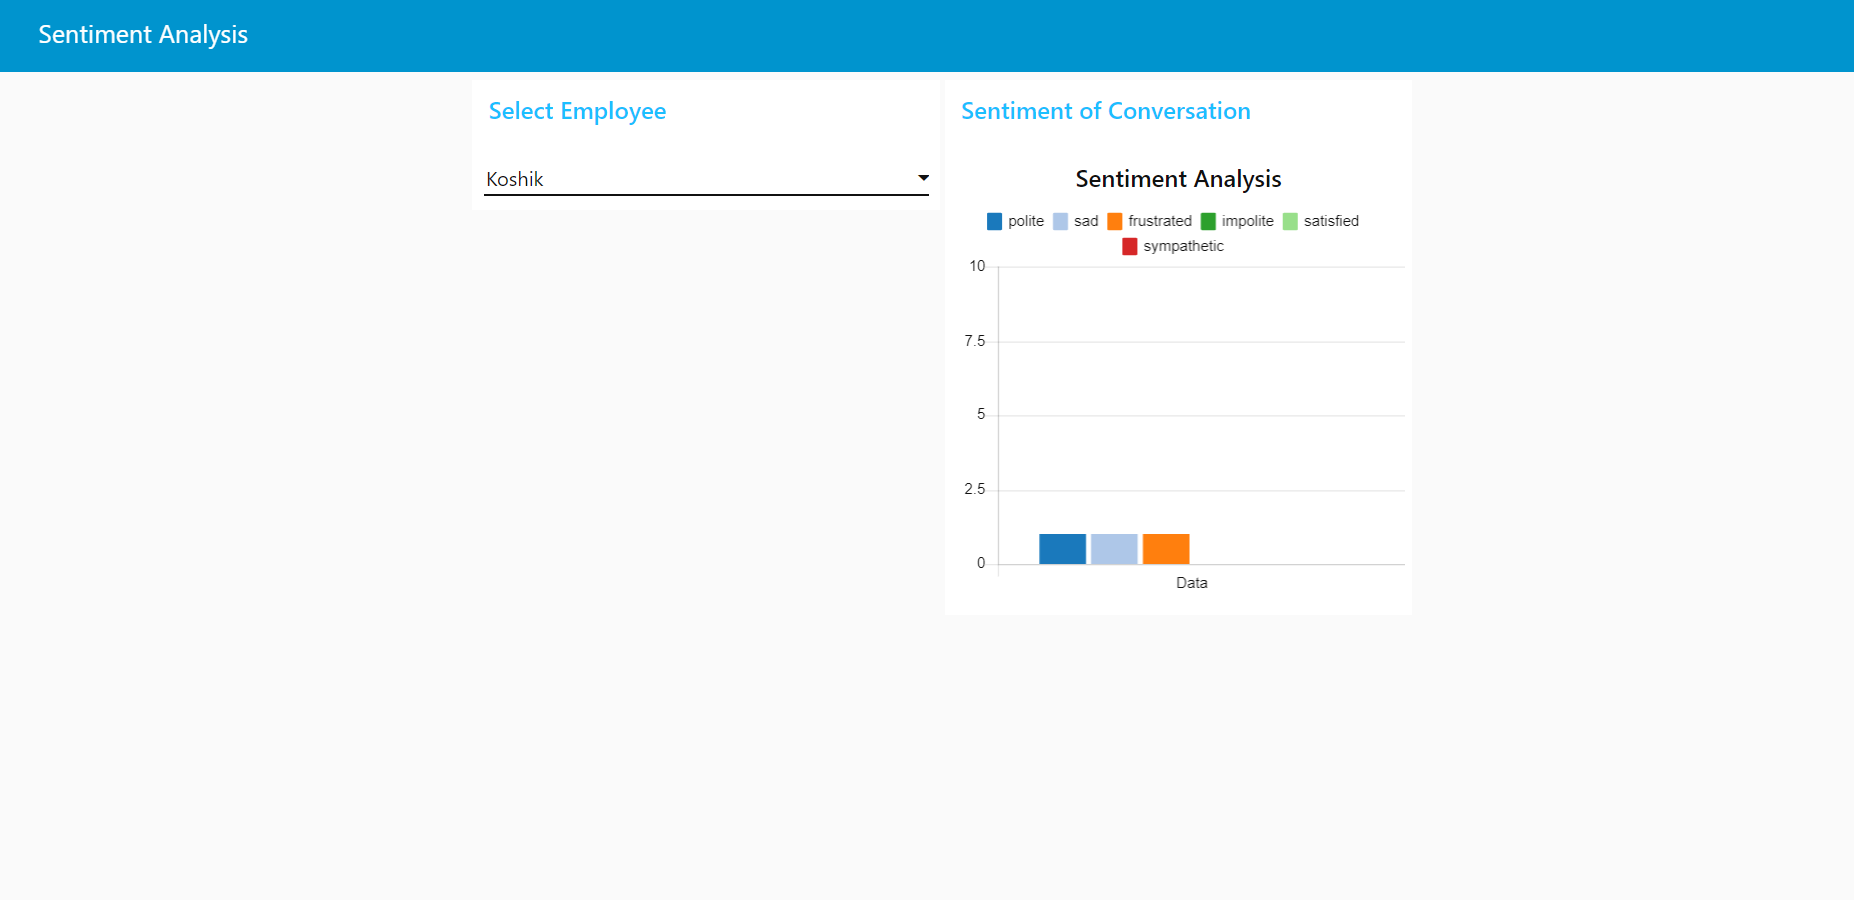 Sentiment Analysis
Select Employee
Koshik
Sentiment of Conversation
Sentiment Analysis
polite sad frustrated impolite satisfied
sympathetic
10
7.5
5
2.5
0
Data